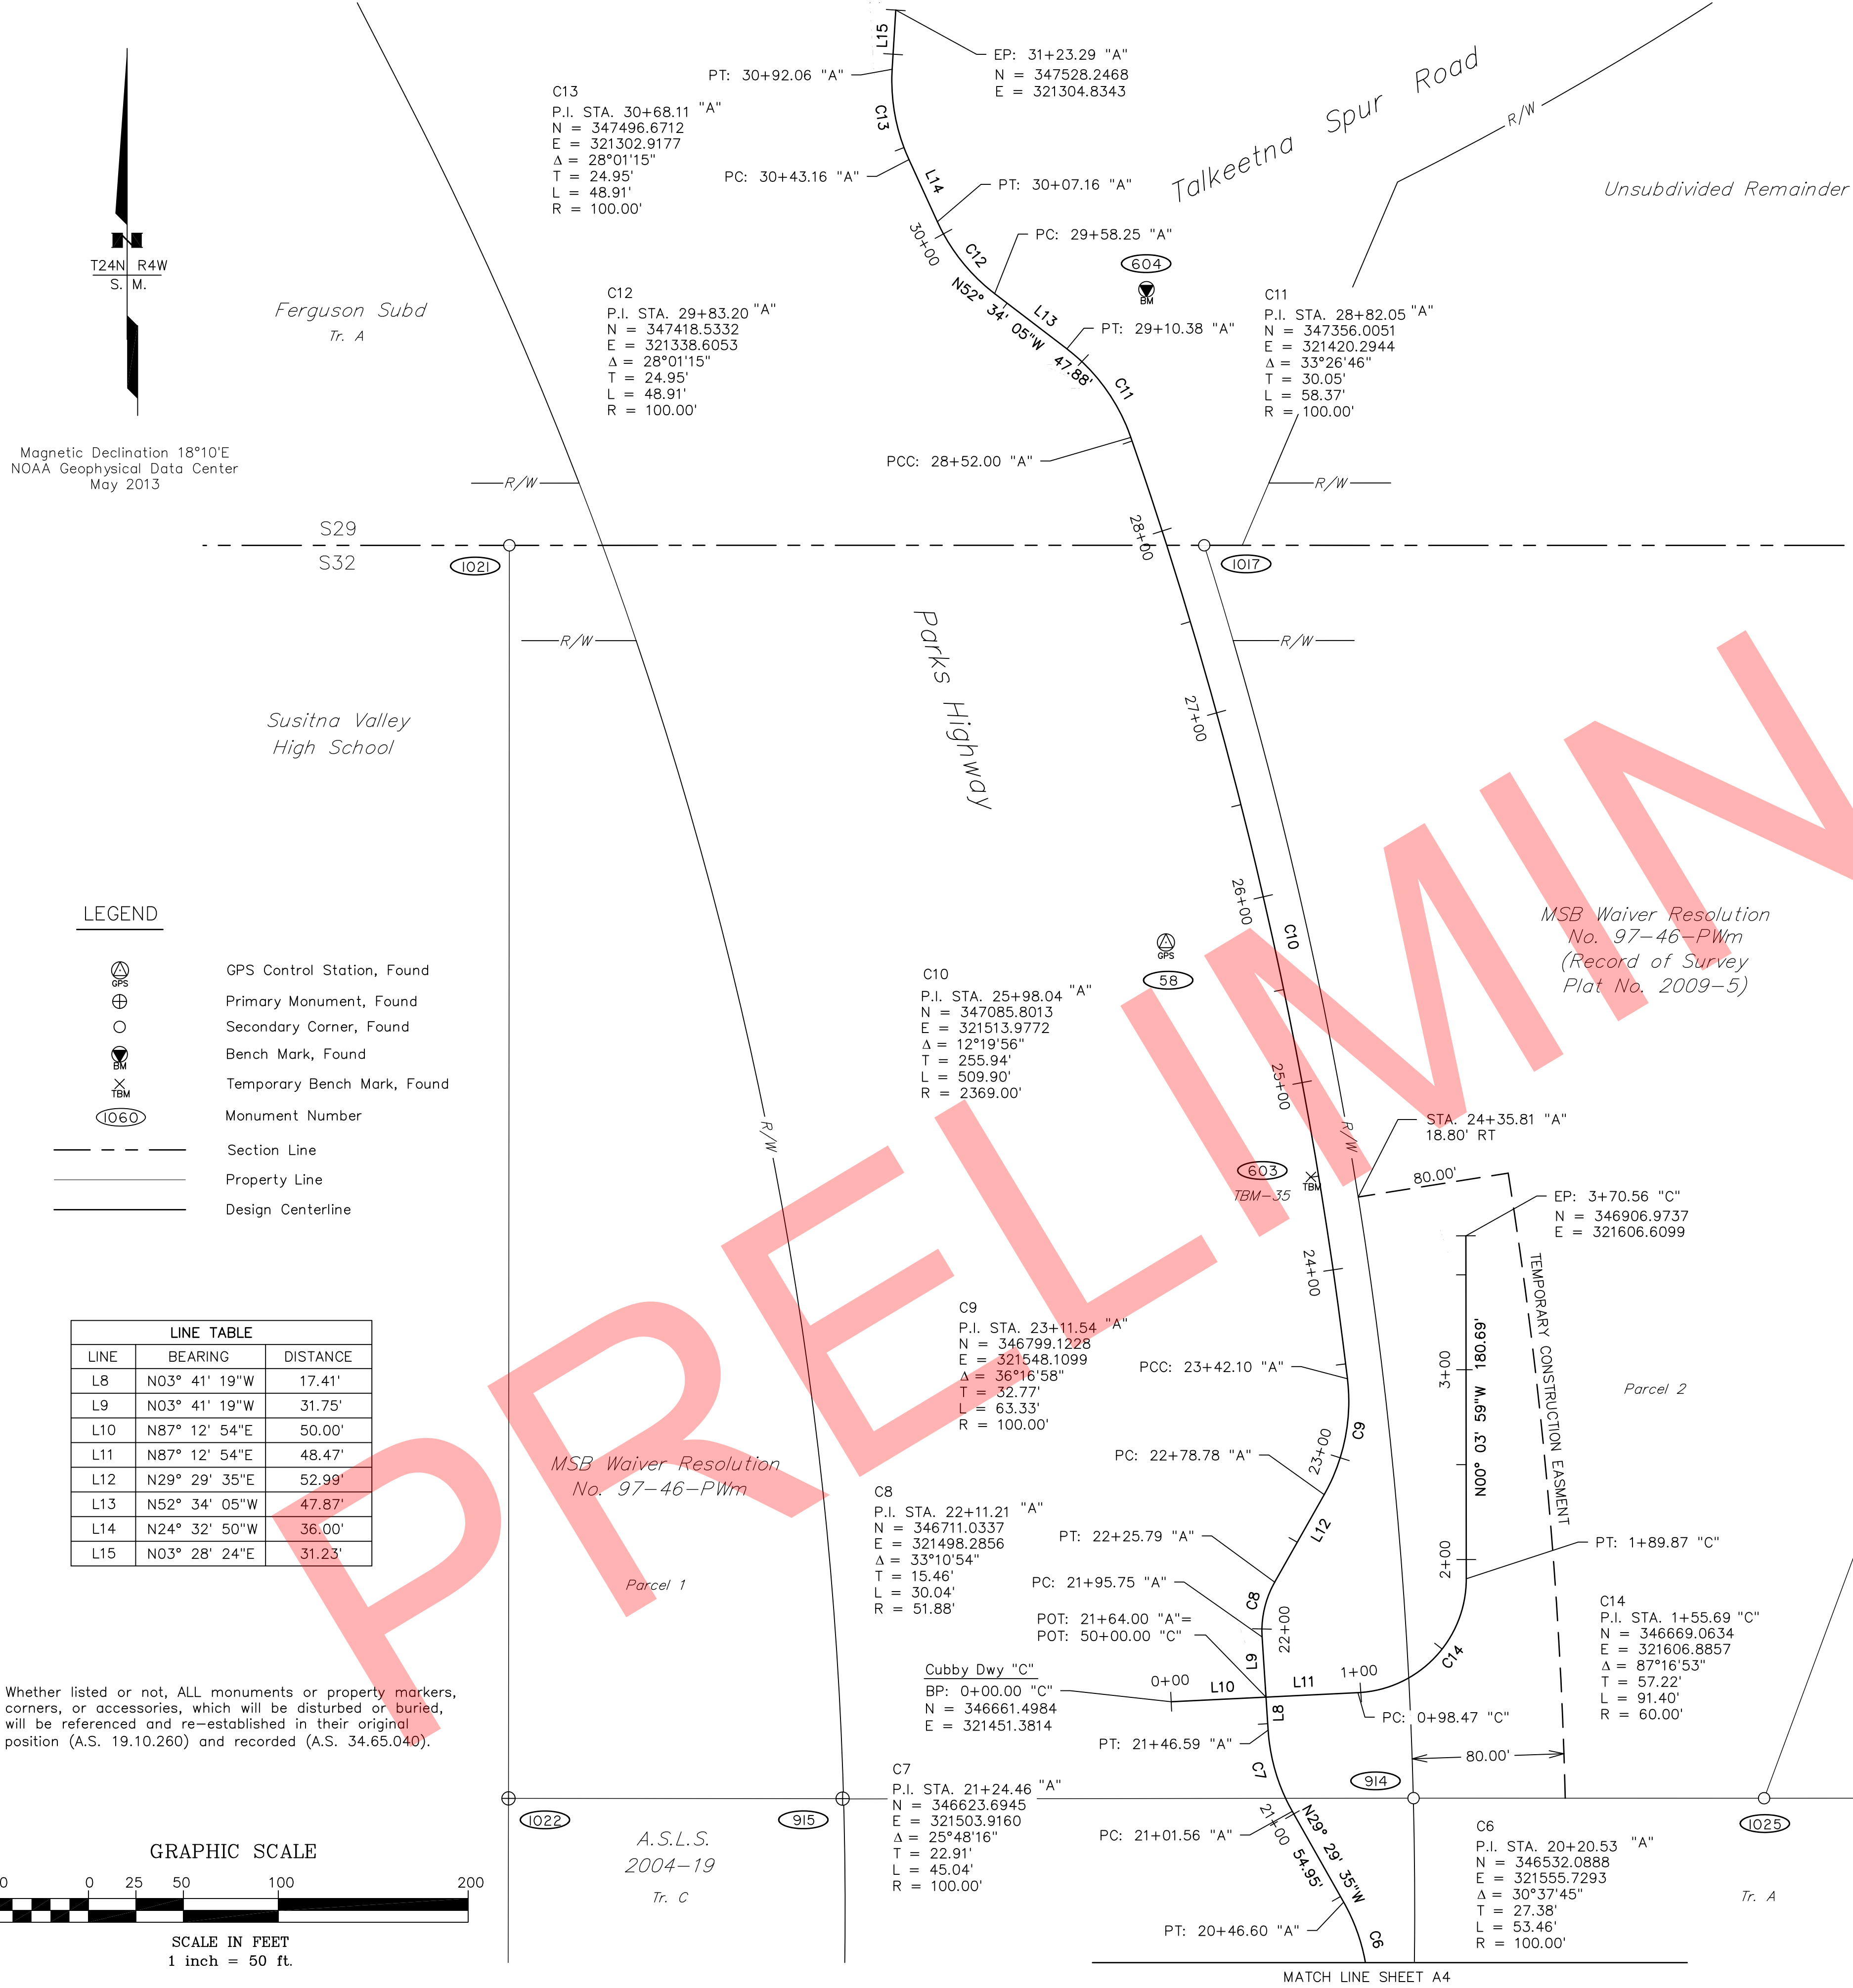 L15
EP: 31+23.29 "A"
N = 347528.2468
E = 321304.8343
PT: 30+92.06 "A"
C13
P.I. STA. 30+68.11 "A"
N = 347496.6712
E = 321302.9177
Δ = 28°01'15"
T = 24.95'
L = 48.91'
R = 100.00'
C13
PC: 30+43.16 "A"
L14
PT: 30+07.16 "A"
Talkeetna Spur Road
R/W
Unsubdivided Remainder
30+00
C12
PC: 29+58.25 "A"
604
BM
N
T24N R4W
S. M.
Magnetic Declination 18°10'E
NOAA Geophysical Data Center
May 2013
Ferguson Subd
Tr. A
C12
P.I. STA. 29+83.20 "A"
N = 347418.5332
E = 321338.6053
Δ = 28°01'15"
T = 24.95'
L = 48.91'
R = 100.00'
L13
N52° 34' 05"W 47.88'
PT: 29+10.38 "A"
C11
C11
P.I. STA. 28+82.05 "A"
N = 347356.0051
E = 321420.2944
Δ = 33°26'46"
T = 30.05'
L = 58.37'
R = 100.00'
PCC: 28+52.00 "A"
R/W
R/W
28+00
S29
S32
1021
1017
R/W
R/W
Parks Highway
27+00
Susitna Valley
High School
26+00
C10
GPS
58
MSB Waiver Resolution
No. 97-46-PWm
(Record of Survey
Plat No. 2009-5)
LEGEND
GPS
GPS Control Station, Found
Primary Monument, Found
Secondary Corner, Found
BM
Bench Mark, Found
TBM
Temporary Bench Mark, Found
1060
Monument Number
Section Line
Property Line
Design Centerline
C10
P.I. STA. 25+98.04 "A"
N = 347085.8013
E = 321513.9772
Δ = 12°19'56"
T = 255.94'
L = 509.90'
R = 2369.00'
25+00
R/W
R/W
STA. 24+35.81 "A"
18.80' RT
603
TBM-35
TBM
80.00'
EP: 3+70.56 "C"
N = 346906.9737
E = 321606.6099
24+00
TEMPORARY CONSTRUCTION EASMENT
LINE TABLE
LINE BEARING DISTANCE
L8 N03° 41' 19"W 17.41'
L9 N03° 41' 19"W 31.75'
L10 N87° 12' 54"E 50.00'
L11 N87° 12' 54"E 48.47'
L12 N29° 29' 35"E 52.99'
L13 N52° 34' 05"W 47.87'
L14 N24° 32' 50"W 36.00'
L15 N03° 28' 24"E 31.23'
C9
P.I. STA. 23+11.54 "A"
N = 346799.1228
E = 321548.1099
Δ = 36°16'58"
T = 32.77'
L = 63.33'
R = 100.00'
PCC: 23+42.10 "A"
3+00
N00° 03' 59"W 180.69'
Parcel 2
C9
23+00
PC: 22+78.78 "A"
MSB Waiver Resolution
No. 97-46-PWm
Parcel 1
C8
P.I. STA. 22+11.21 "A"
N = 346711.0337
E = 321498.2856
Δ = 33°10'54"
T = 15.46'
L = 30.04'
R = 51.88'
L12
PT: 22+25.79 "A"
2+00
PT: 1+89.87 "C"
PC: 21+95.75 "A"
C8
22+00
POT: 21+64.00 "A"=
POT: 50+00.00 "C"
L9
C14
C14
P.I. STA. 1+55.69 "C"
N = 346669.0634
E = 321606.8857
Δ = 87°16'53"
T = 57.22'
L = 91.40'
R = 60.00'
Cubby Dwy "C"
BP: 0+00.00 "C"
N = 346661.4984
E = 321451.3814
0+00
L10
L11
1+00
L8
PC: 0+98.47 "C"
PT: 21+46.59 "A"
80.00'
Whether listed or not, ALL monuments or property markers,
corners, or accessories, which will be disturbed or buried,
will be referenced and re-established in their original
position (A.S. 19.10.260) and recorded (A.S. 34.65.040).
C7
P.I. STA. 21+24.46 "A"
N = 346623.6945
E = 321503.9160
Δ = 25°48'16"
T = 22.91'
L = 45.04'
R = 100.00'
C7
914
1022
915
1025
21+00
PC: 21+01.56 "A"
N29° 29' 35"W
54.95'
A.S.L.S.
2004-19
Tr. C
C6
P.I. STA. 20+20.53 "A"
N = 346532.0888
E = 321555.7293
Δ = 30°37'45"
T = 27.38'
L = 53.46'
R = 100.00'
Tr. A
PT: 20+46.60 "A"
C6
GRAPHIC SCALE
0 0 25 50 100 200
SCALE IN FEET
1 inch = 50 ft.
MATCH LINE SHEET A4
PRELIMIN